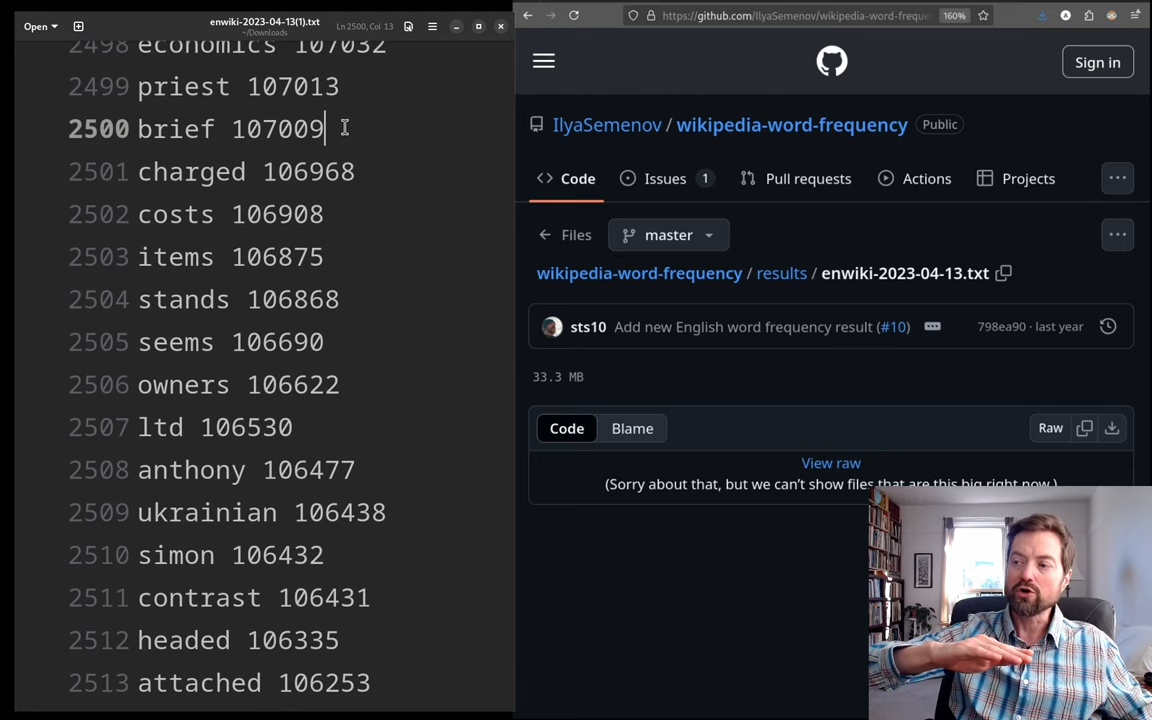 Open
enwiki-2023-04-13(1).txt
~/Downloads
Ln 2500, Col 13
2498 economics 107032
2499 priest 107013
2500 brief 107009
2501 charged 106968
2502 costs 106908
2503 items 106875
2504 stands 106868
2505 seems 106690
2506 owners 106622
2507 ltd 106530
2508 anthony 106477
2509 ukrainian 106438
2510 simon 106432
2511 contrast 106431
2512 headed 106335
2513 attached 106253
https://github.com/IlyaSemenov/wikipedia-word-freque
160%
Sign in
IlyaSemenov / wikipedia-word-frequency Public
Code Issues 1 Pull requests Actions Projects
Files master
wikipedia-word-frequency / results / enwiki-2023-04-13.txt
sts10 Add new English word frequency result (#10) 798ea90 · last year
33.3 MB
Code Blame Raw
View raw
(Sorry about that, but we can't show files that are this big right now.)